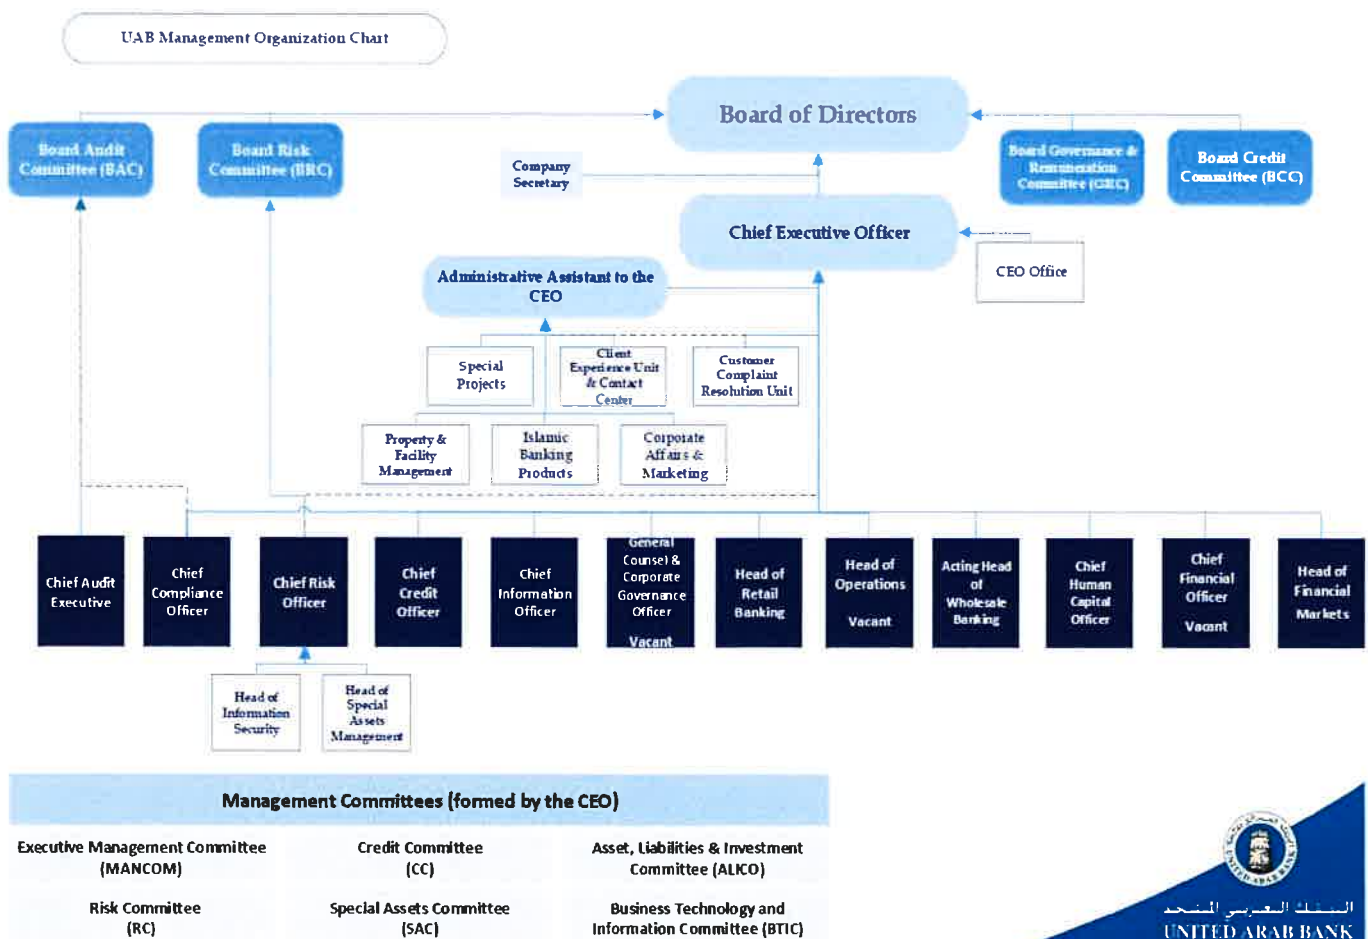 UAB Management Organization Chart
Board of Directors
Board Audit
Committee (BAC)
Board Risk
Committee (BRC)
Company
Secretary
Board Governance &
Remuneration
Committee (GRC)
Board Credit
Committee (BCC)
Chief Executive Officer
CEO Office
Administrative Assistant to the
CEO
Special
Projects
Client
Experience Unit
& Contact
Center
Customer
Complaint
Resolution Unit
Property &
Facility
Management
Islamic
Banking
Products
Corporate
Affairs &
Marketing
Chief Audit
Executive
Chief
Compliance
Officer
Chief Risk
Officer
Chief
Credit
Officer
Chief
Information
Officer
General
Counsel &
Corporate
Governance
Officer
Vacant
Head of
Retail
Banking
Head of
Operations
Vacant
Acting Head
of
Wholesale
Banking
Chief
Human
Capital
Officer
Chief
Financial
Officer
Vacant
Head of
Financial
Markets
Head of
Information
Security
Head of
Special
Assets
Management
Management Committees (formed by the CEO)
Executive Management Committee
(MANCOM)
Credit Committee
(CC)
Asset, Liabilities & Investment
Committee (ALICO)
Risk Committee
(RC)
Special Assets Committee
(SAC)
Business Technology and
Information Committee (BTIC)
UNITED ARAB BANK
البنك العربي المتحد
UNITED ARAB BANK